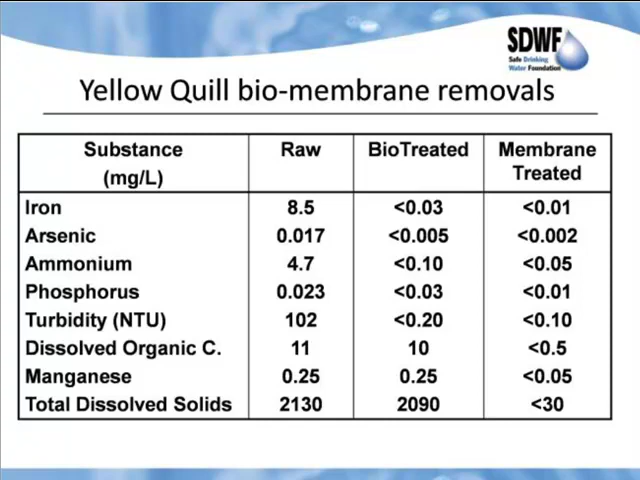 SDWF
Safe Drinking
Water Foundation
Yellow Quill bio-membrane removals
Substance (mg/L) Raw BioTreated Membrane Treated
Iron 8.5 <0.03 <0.01
Arsenic 0.017 <0.005 <0.002
Ammonium 4.7 <0.10 <0.05
Phosphorus 0.023 <0.03 <0.01
Turbidity (NTU) 102 <0.20 <0.10
Dissolved Organic C. 11 10 <0.5
Manganese 0.25 0.25 <0.05
Total Dissolved Solids 2130 2090 <30